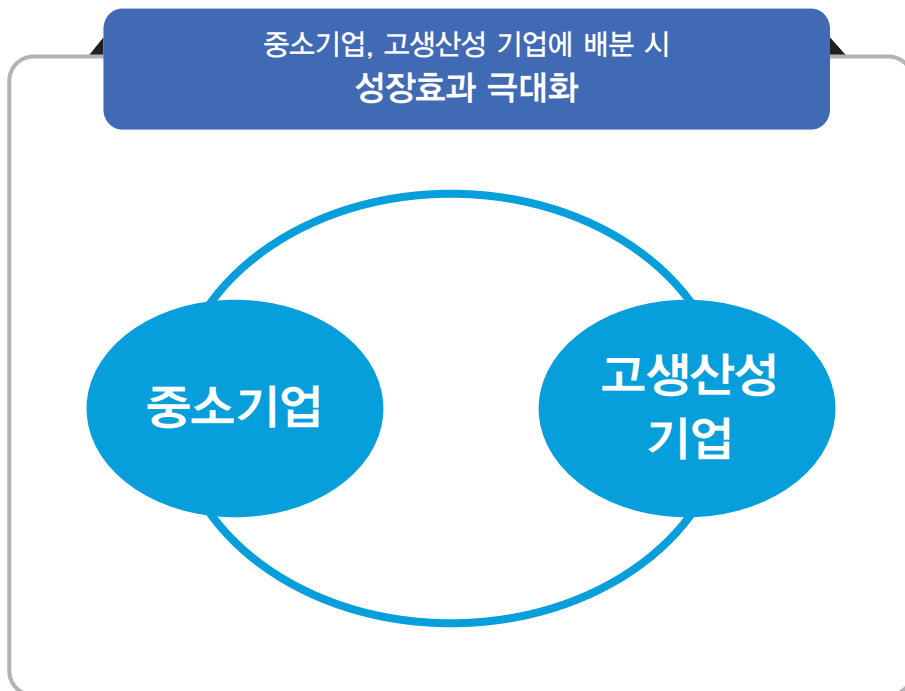 중소기업, 고생산성 기업에 배분 시
성장효과 극대화
중소기업
고생산성
기업